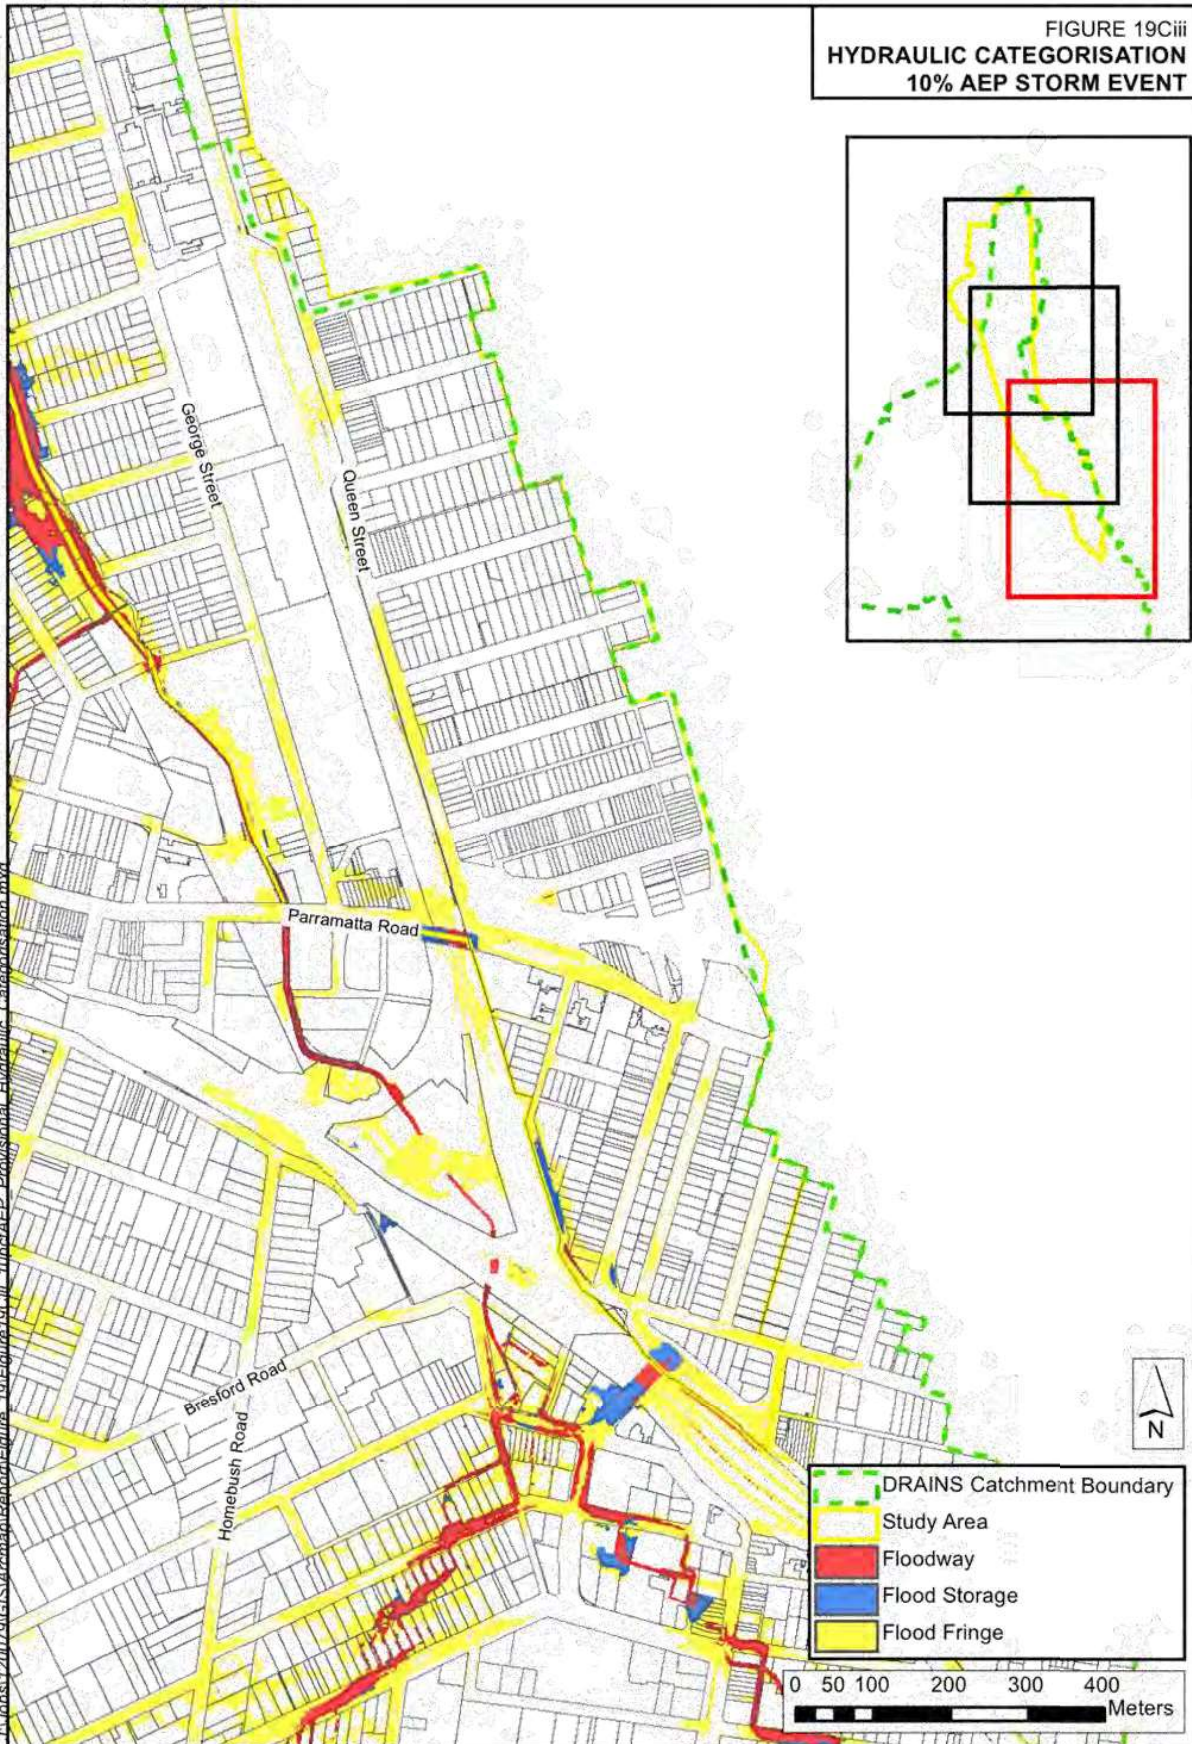 FIGURE 19Ciii
HYDRAULIC CATEGORISATION
10% AEP STORM EVENT
George Street
Queen Street
Parramatta Road
Bresford Road
Homebush Road
N
DRAINS Catchment Boundary
Study Area
Floodway
Flood Storage
Flood Fringe
0 50 100 200 300 400
Meters